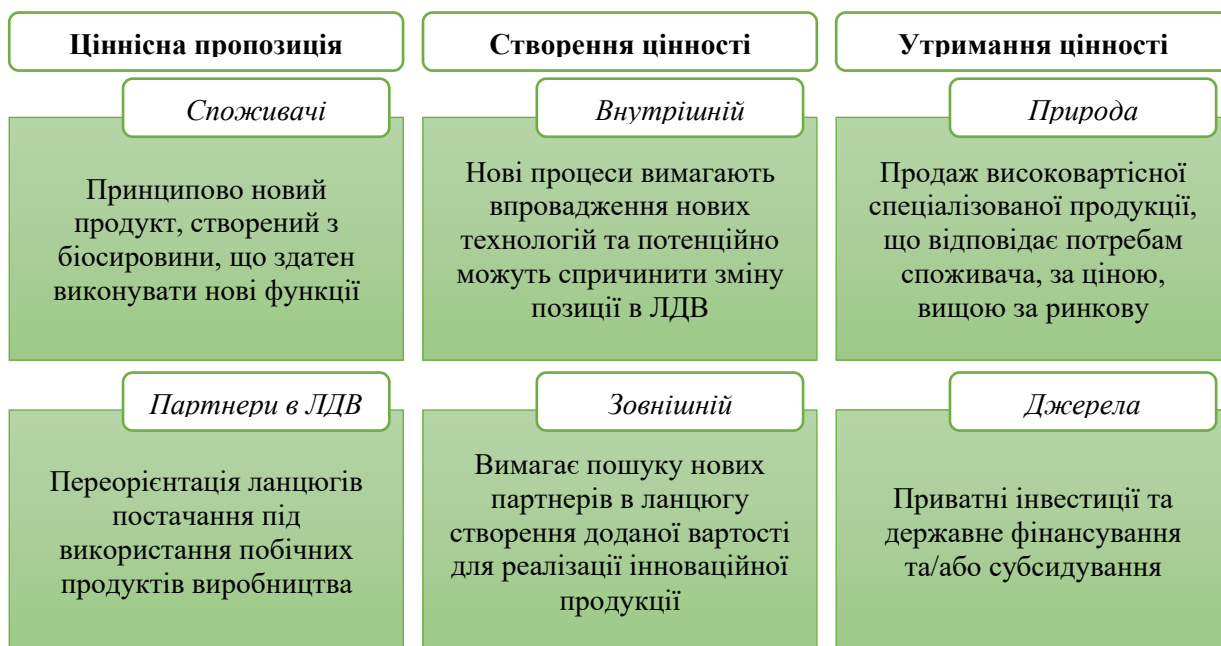 Ціннісна пропозиція
Створення цінності
Утримання цінності
Споживачі
Принципово новий
продукт, створений з
біосировини, що здатен
виконувати нові функції
Внутрішній
Нові процеси вимагають
впровадження нових
технологій та потенційно
можуть спричинити зміну
позиції в ЛДВ
Природа
Продаж високовартісної
спеціалізованої продукції,
що відповідає потребам
споживача, за ціною,
вищою за ринкову
Партнери в ЛДВ
Переорієнтація ланцюгів
постачання під
використання побічних
продуктів виробництва
Зовнішній
Вимагає пошуку нових
партнерів в ланцюгу
створення доданої вартості
для реалізації інноваційної
продукції
Джерела
Приватні інвестиції та
державне фінансування
та/або субсидування